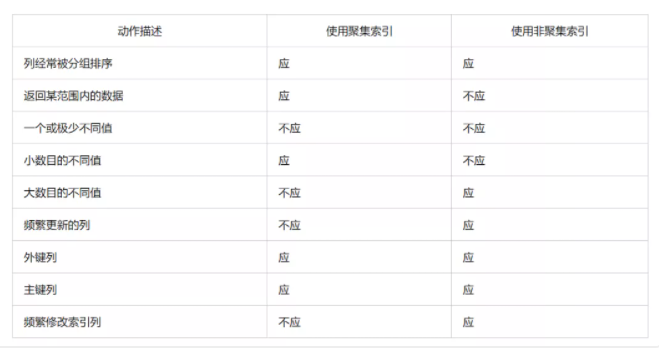 动作描述 使用聚集索引 使用非聚集索引
列经常被分组排序 应 应
返回某范围内的数据 应 不应
一个或极少不同值 不应 不应
小数目的不同值 应 不应
大数目的不同值 不应 应
频繁更新的列 不应 应
外键列 应 应
主键列 应 应
频繁修改索引列 不应 应